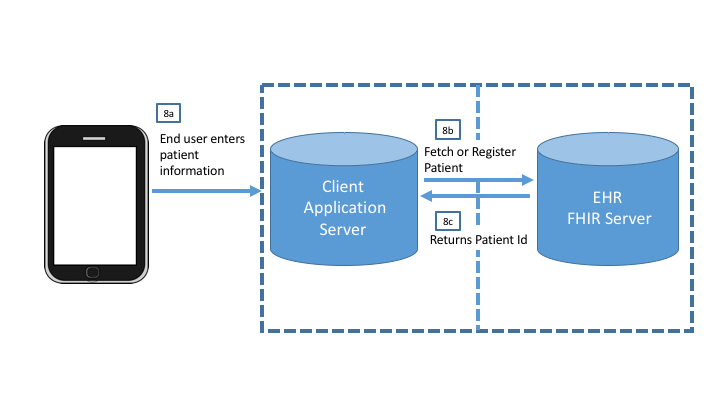 8a
End user enters
patient
information
Client
Application
Server
8b
Fetch or Register
Patient
8c
Returns Patient Id
EHR
FHIR Server